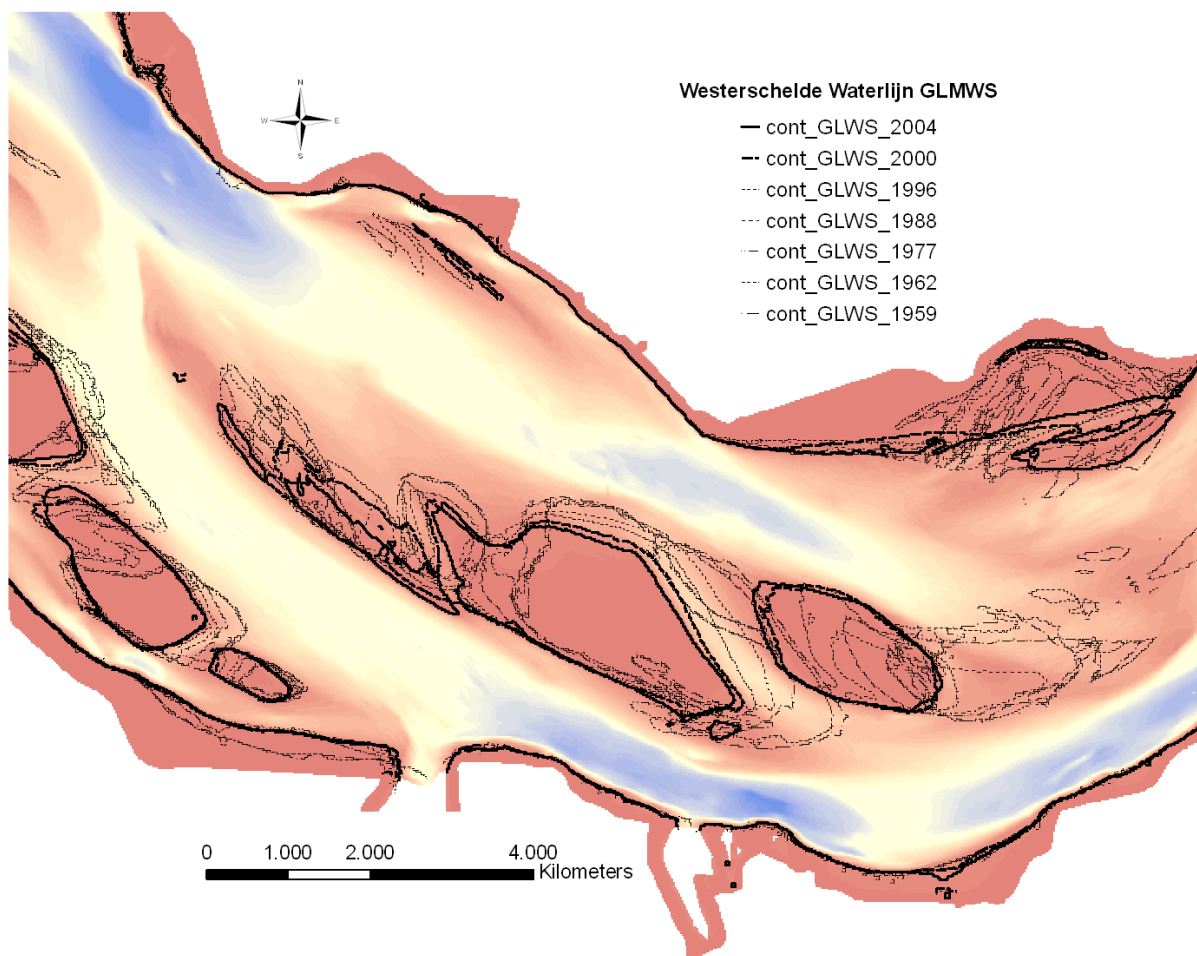 N
W E
S
Westerschelde Waterlijn GLMWS
cont_GLWS_2004
cont_GLWS_2000
cont_GLWS_1996
cont_GLWS_1988
cont_GLWS_1977
cont_GLWS_1962
cont_GLWS_1959
0 1.000 2.000 4.000
Kilometers